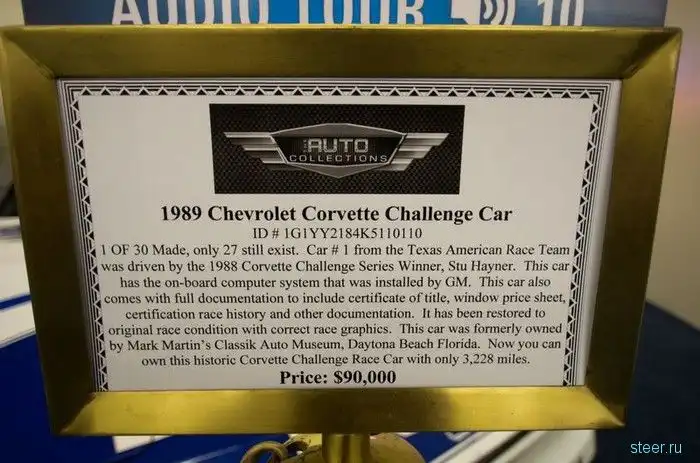 AUDIO TOUR 10
THE AUTO
COLLECTIONS
1989 Chevrolet Corvette Challenge Car
ID # 1G1YY2184K5110110
1 OF 30 Made, only 27 still exist. Car # 1 from the Texas American Race Team
was driven by the 1988 Corvette Challenge Series Winner, Stu Hayner. This car
has the on-board computer system that was installed by GM. This car also
comes with full documentation to include certificate of title, window price sheet,
certification race history and other documentation. It has been restored to
original race condition with correct race graphics. This car was formerly owned
by Mark Martin's Classik Auto Museum, Daytona Beach Florida. Now you can
own this historic Corvette Challenge Race Car with only 3,228 miles.
Price: $90,000
steer.ru